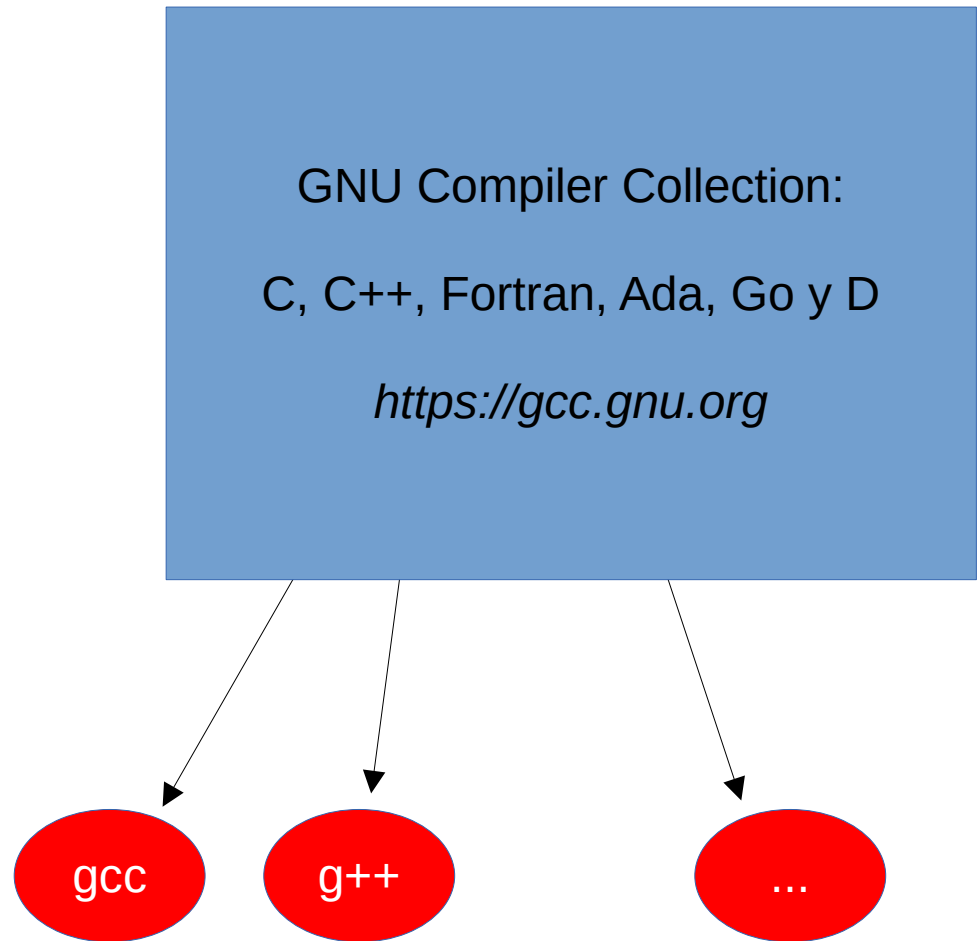 GNU Compiler Collection:
C, C++, Fortran, Ada, Go y D
https://gcc.gnu.org
gcc
g++
...